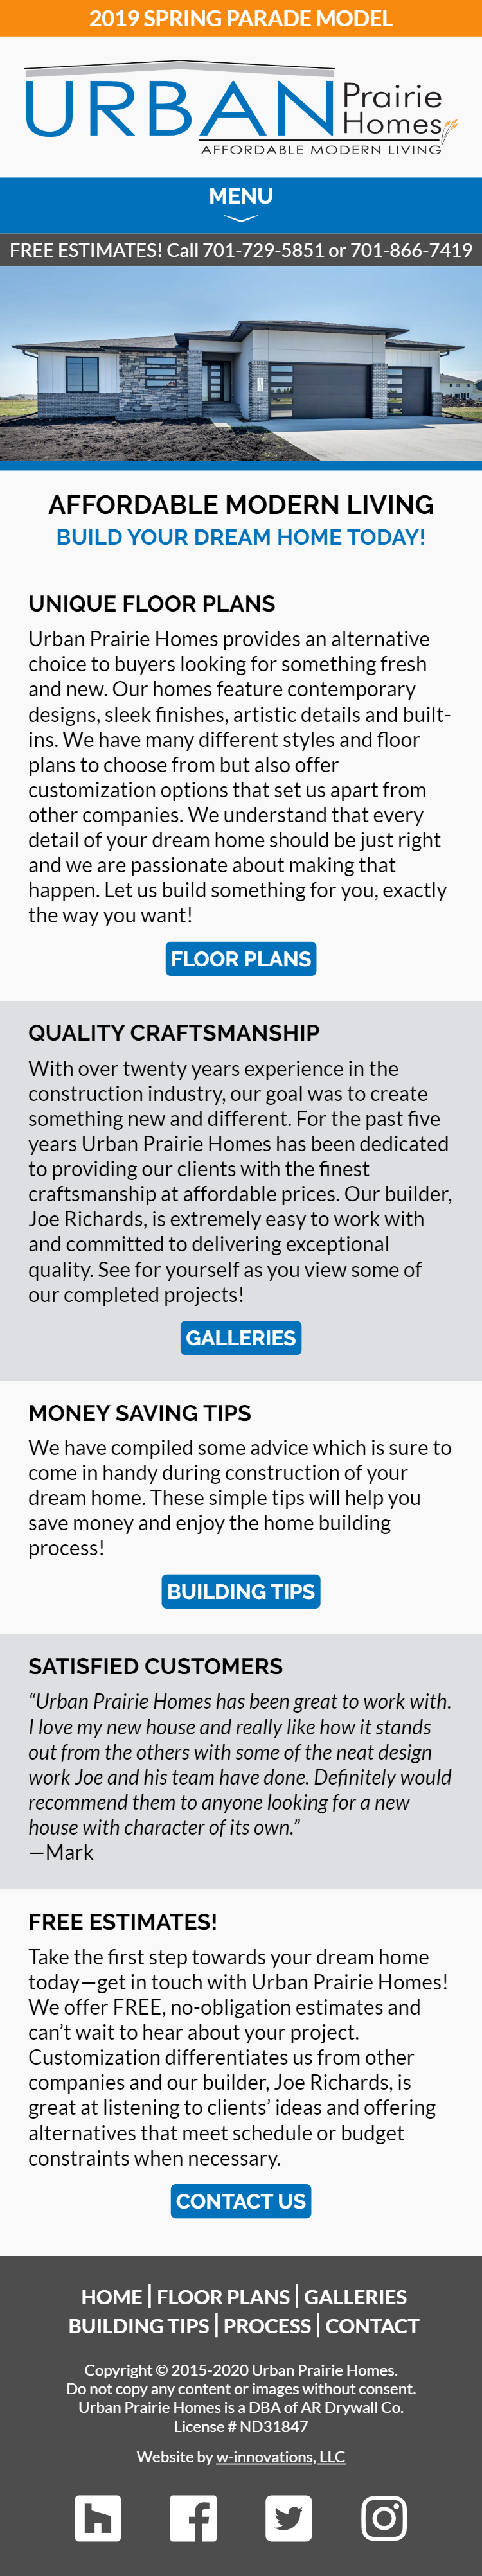 2019 SPRING PARADE MODEL
URBAN Prairie Homes
AFFORDABLE MODERN LIVING
MENU
FREE ESTIMATES! Call 701-729-5851 or 701-866-7419
AFFORDABLE MODERN LIVING
BUILD YOUR DREAM HOME TODAY!
UNIQUE FLOOR PLANS
Urban Prairie Homes provides an alternative
choice to buyers looking for something fresh
and new. Our homes feature contemporary
designs, sleek finishes, artistic details and built-
ins. We have many different styles and floor
plans to choose from but also offer
customization options that set us apart from
other companies. We understand that every
detail of your dream home should be just right
and we are passionate about making that
happen. Let us build something for you, exactly
the way you want!
FLOOR PLANS
QUALITY CRAFTSMANSHIP
With over twenty years experience in the
construction industry, our goal was to create
something new and different. For the past five
years Urban Prairie Homes has been dedicated
to providing our clients with the finest
craftsmanship at affordable prices. Our builder,
Joe Richards, is extremely easy to work with
and committed to delivering exceptional
quality. See for yourself as you view some of
our completed projects!
GALLERIES
MONEY SAVING TIPS
We have compiled some advice which is sure to
come in handy during construction of your
dream home. These simple tips will help you
save money and enjoy the home building
process!
BUILDING TIPS
SATISFIED CUSTOMERS
“Urban Prairie Homes has been great to work with.
I love my new house and really like how it stands
out from the others with some of the neat design
work Joe and his team have done. Definitely would
recommend them to anyone looking for a new
house with character of its own.”
—Mark
FREE ESTIMATES!
Take the first step towards your dream home
today—get in touch with Urban Prairie Homes!
We offer FREE, no-obligation estimates and
can’t wait to hear about your project.
Customization differentiates us from other
companies and our builder, Joe Richards, is
great at listening to clients’ ideas and offering
alternatives that meet schedule or budget
constraints when necessary.
CONTACT US
HOME | FLOOR PLANS | GALLERIES
BUILDING TIPS | PROCESS | CONTACT
Copyright © 2015-2020 Urban Prairie Homes.
Do not copy any content or images without consent.
Urban Prairie Homes is a DBA of AR Drywall Co.
License # ND31847
Website by w-innovations, LLC